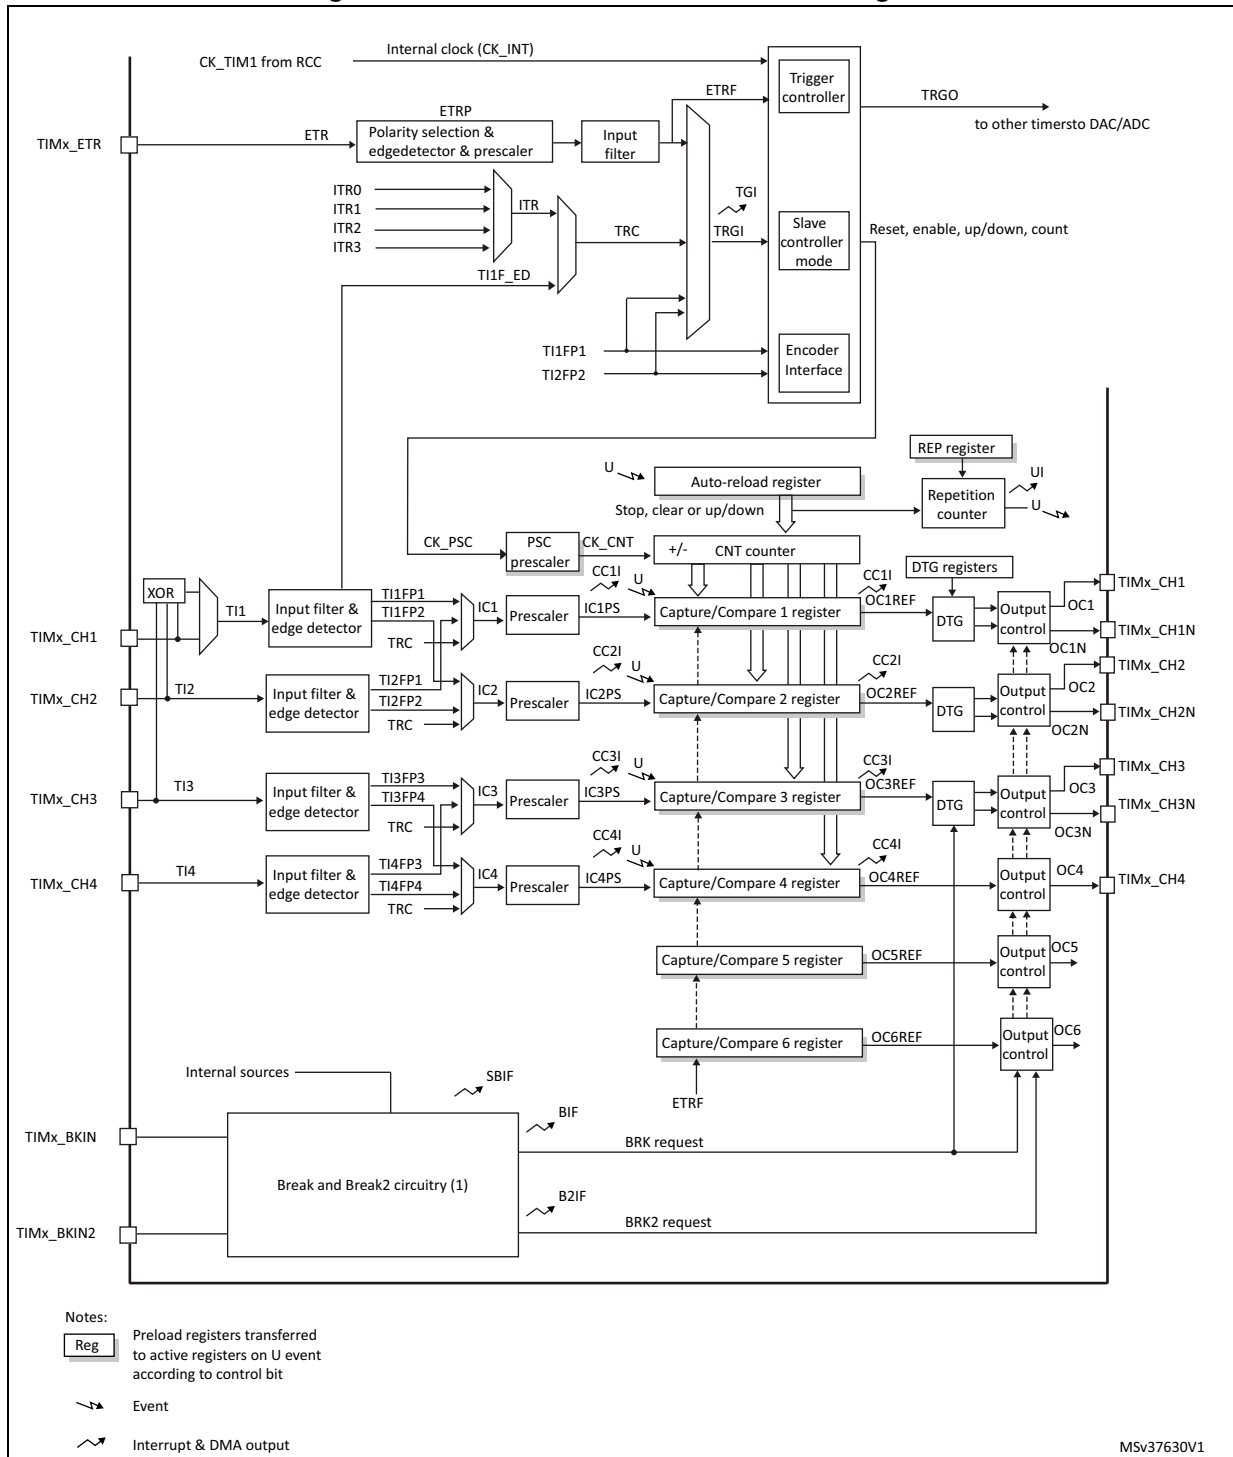 Internal clock (CK_INT)
CK_TIM1 from RCC
Trigger
controller
ETRF
TRGO
to other timersto DAC/ADC
ETRP
TIMx_ETR
ETR
Polarity selection &
edgedetector & prescaler
Input
filter
ITR0
ITR1
ITR2
ITR3
ITR
TRC
TI1F_ED
TGI
TRGI
Slave
controller
mode
Reset, enable, up/down, count
TI1FP1
TI2FP2
Encoder
Interface
REP register
U
Auto-reload register
UI
Repetition
counter
U
Stop, clear or up/down
CK_PSC
PSC
prescaler
CK_CNT
+/-
CNT counter
DTG registers
XOR
TI1
TIMx_CH1
Input filter &
edge detector
TI1FP1
TI1FP2
TRC
IC1
Prescaler
IC1PS
CC1I
U
Capture/Compare 1 register
CC1I
OC1REF
DTG
Output
control
OC1
OC1N
TIMx_CH1
TIMx_CH1N
TIMx_CH2
TI2
Input filter &
edge detector
TI2FP1
TI2FP2
TRC
IC2
Prescaler
IC2PS
CC2I
U
Capture/Compare 2 register
CC2I
OC2REF
DTG
Output
control
OC2
OC2N
TIMx_CH2
TIMx_CH2N
TIMx_CH3
TI3
Input filter &
edge detector
TI3FP3
TI3FP4
TRC
IC3
Prescaler
IC3PS
CC3I
U
Capture/Compare 3 register
CC3I
OC3REF
DTG
Output
control
OC3
OC3N
TIMx_CH3
TIMx_CH3N
TIMx_CH4
TI4
Input filter &
edge detector
TI4FP3
TI4FP4
TRC
IC4
Prescaler
IC4PS
CC4I
U
Capture/Compare 4 register
CC4I
OC4REF
Output
control
OC4
TIMx_CH4
Capture/Compare 5 register
OC5REF
Output
control
OC5
Capture/Compare 6 register
OC6REF
Output
control
OC6
ETRF
Internal sources
SBIF
TIMx_BKIN
BIF
BRK request
Break and Break2 circuitry (1)
TIMx_BKIN2
B2IF
BRK2 request
Notes:
Reg
Preload registers transferred
to active registers on U event
according to control bit
Event
Interrupt & DMA output
MSv37630V1